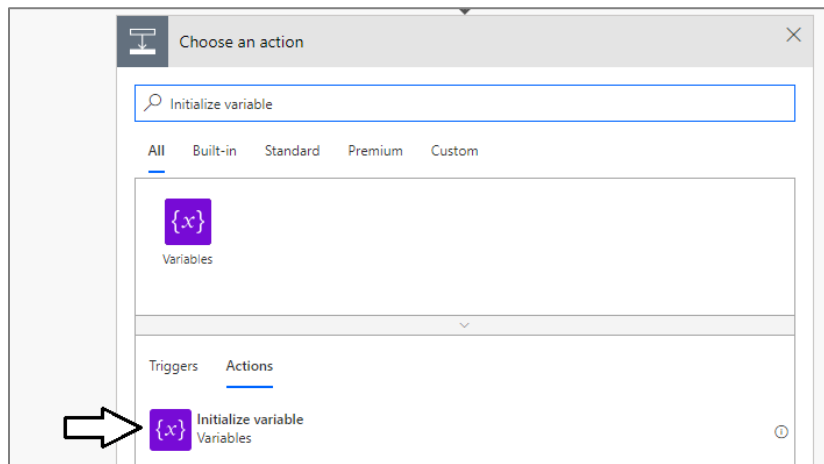 Choose an action
Initialize variable
All Built-in Standard Premium Custom
{x}
Variables
Triggers Actions
{x} Initialize variable
Variables